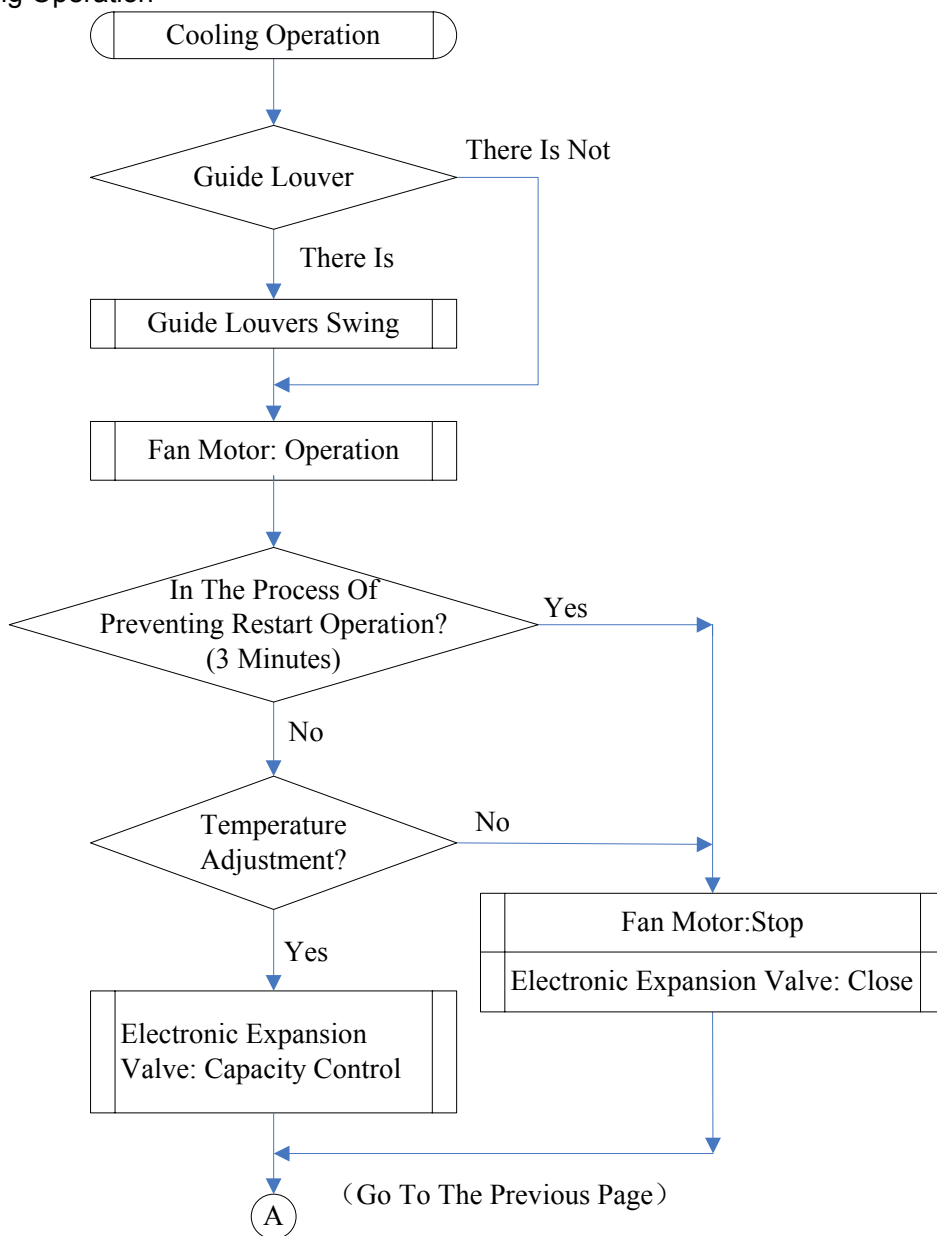 ng Operation
Cooling Operation
Guide Louver
There Is Not
There Is
Guide Louvers Swing
Fan Motor: Operation
In The Process Of
Preventing Restart Operation?
(3 Minutes)
Yes
No
Temperature
Adjustment?
No
Yes
Fan Motor:Stop
Electronic Expansion Valve: Close
Electronic Expansion
Valve: Capacity Control
（Go To The Previous Page）
A